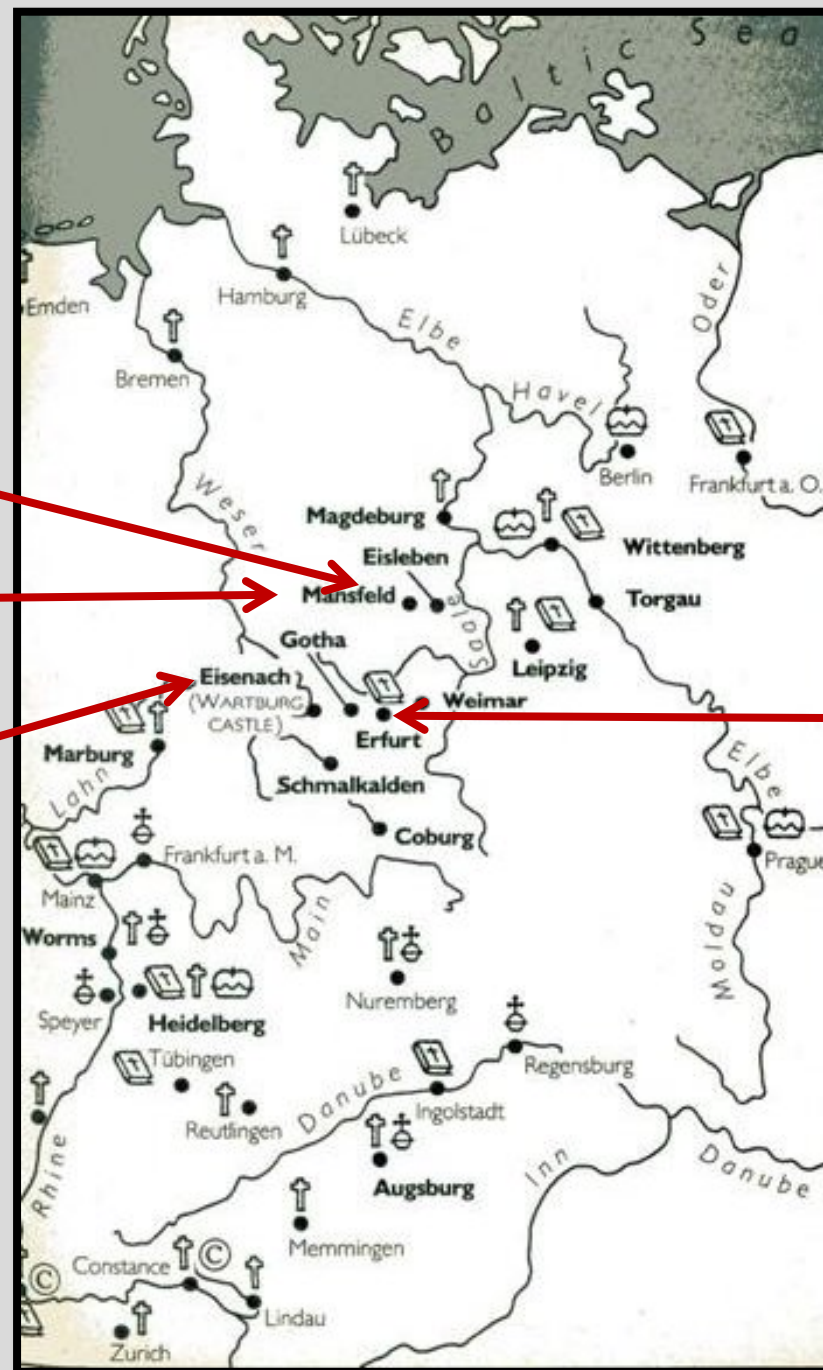 Baltic Sea
Lübeck
Hamburg
Emden
Elbe
Oder
Bremen
Havel
Berlin
Frankfurt a. O.
Weser
Magdeburg
Wittenberg
Eisleben
Mansfeld
Torgau
Saale
Gotha
Leipzig
Eisenach
(WARTBURG
CASTLE)
Weimar
Erfurt
Marburg
Lahn
Schmalkalden
Elbe
Coburg
Frankfurt a. M.
Prague
Mainz
Main
Moldau
Worms
Nuremberg
Speyer
Heidelberg
Tübingen
Regensburg
Danube
Ingolstadt
Reutlingen
Rhine
Augsburg
Inn
Danube
Memmingen
Constance
©
©
Lindau
Zurich